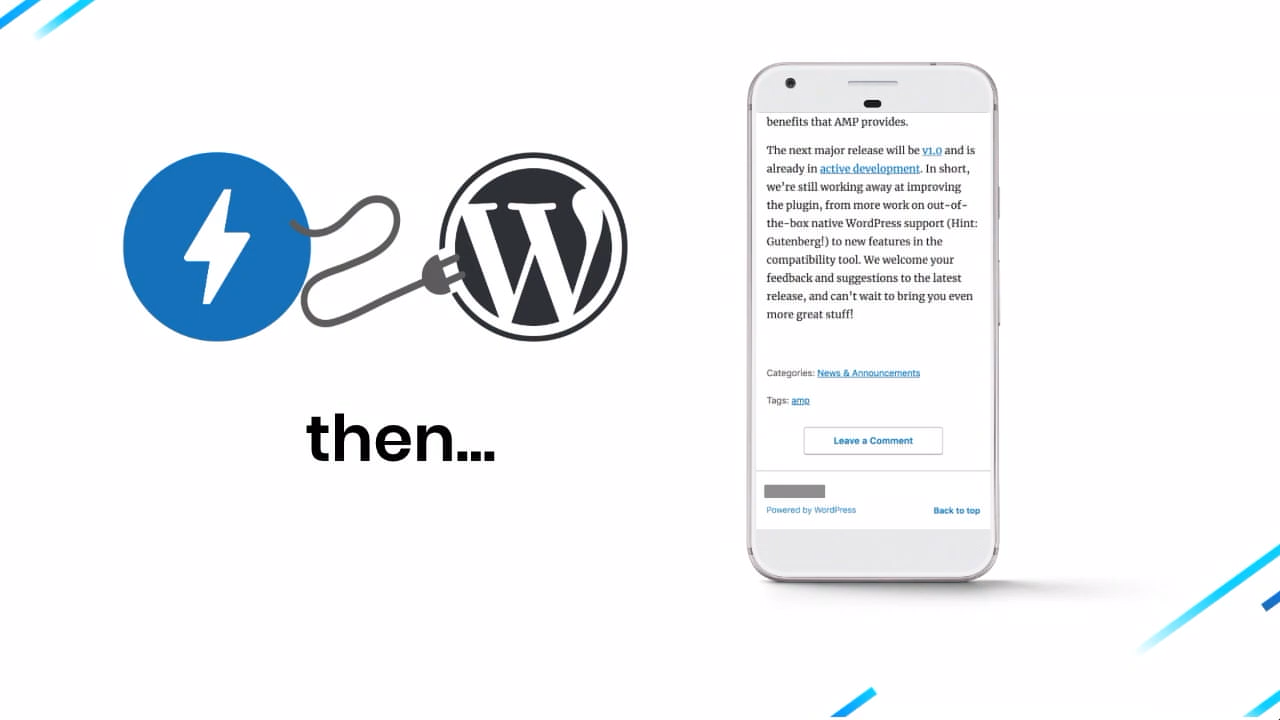 then...
benefits that AMP provides.
The next major release will be v1.0 and is
already in active development. In short,
we're still working away at improving
the plugin, from more work on out-of-
the-box native WordPress support (Hint:
Gutenberg!) to new features in the
compatibility tool. We welcome your
feedback and suggestions to the latest
release, and can't wait to bring you even
more great stuff!
Categories: News & Announcements
Tags: amp
Leave a Comment
Powered by WordPress
Back to top